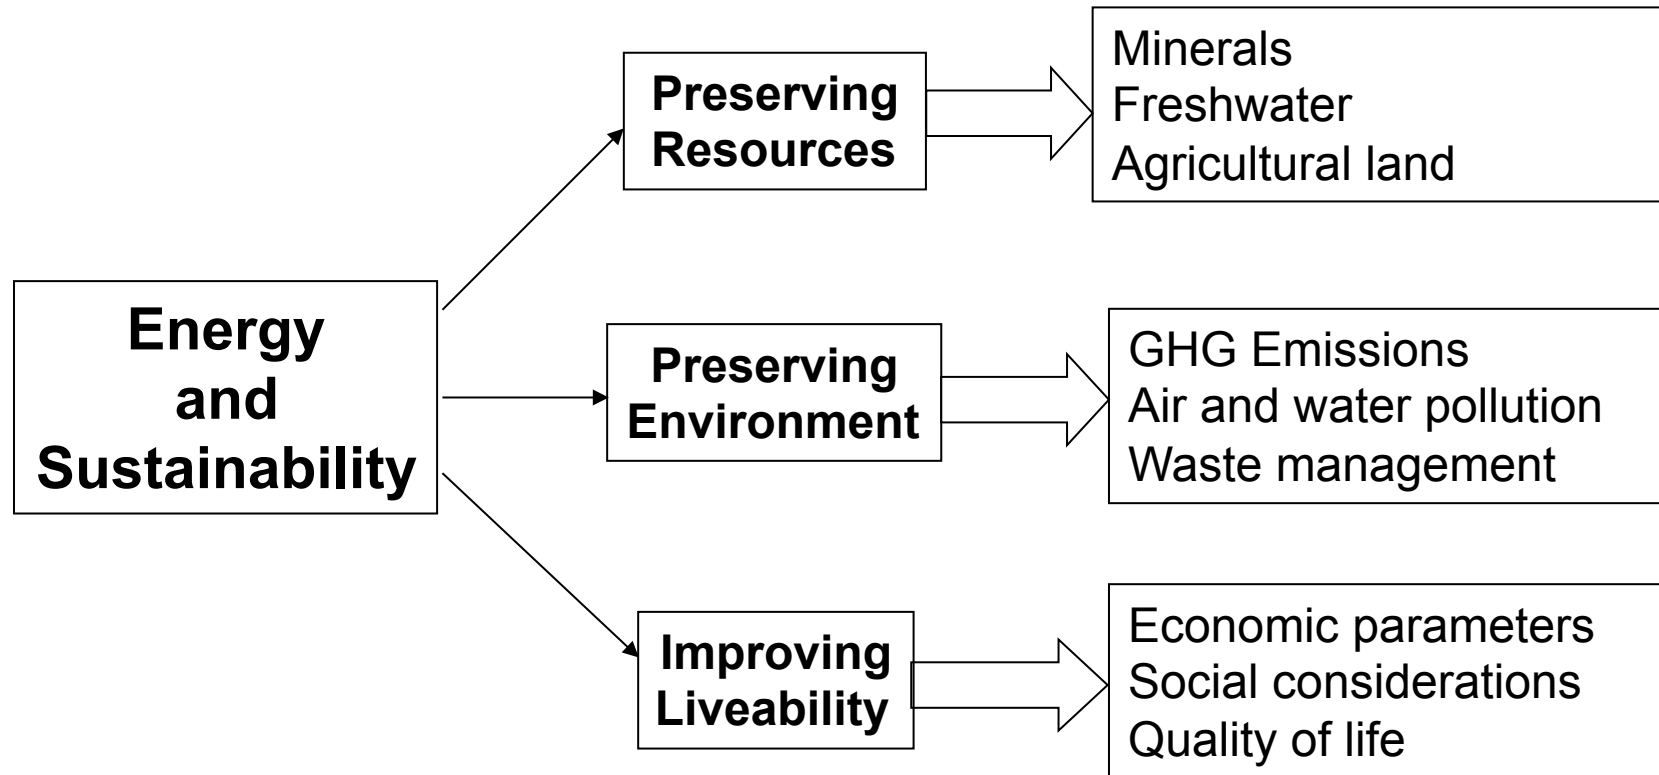 Energy
and
Sustainability
Preserving
Resources
Minerals
Freshwater
Agricultural land
Preserving
Environment
GHG Emissions
Air and water pollution
Waste management
Improving
Liveability
Economic parameters
Social considerations
Quality of life